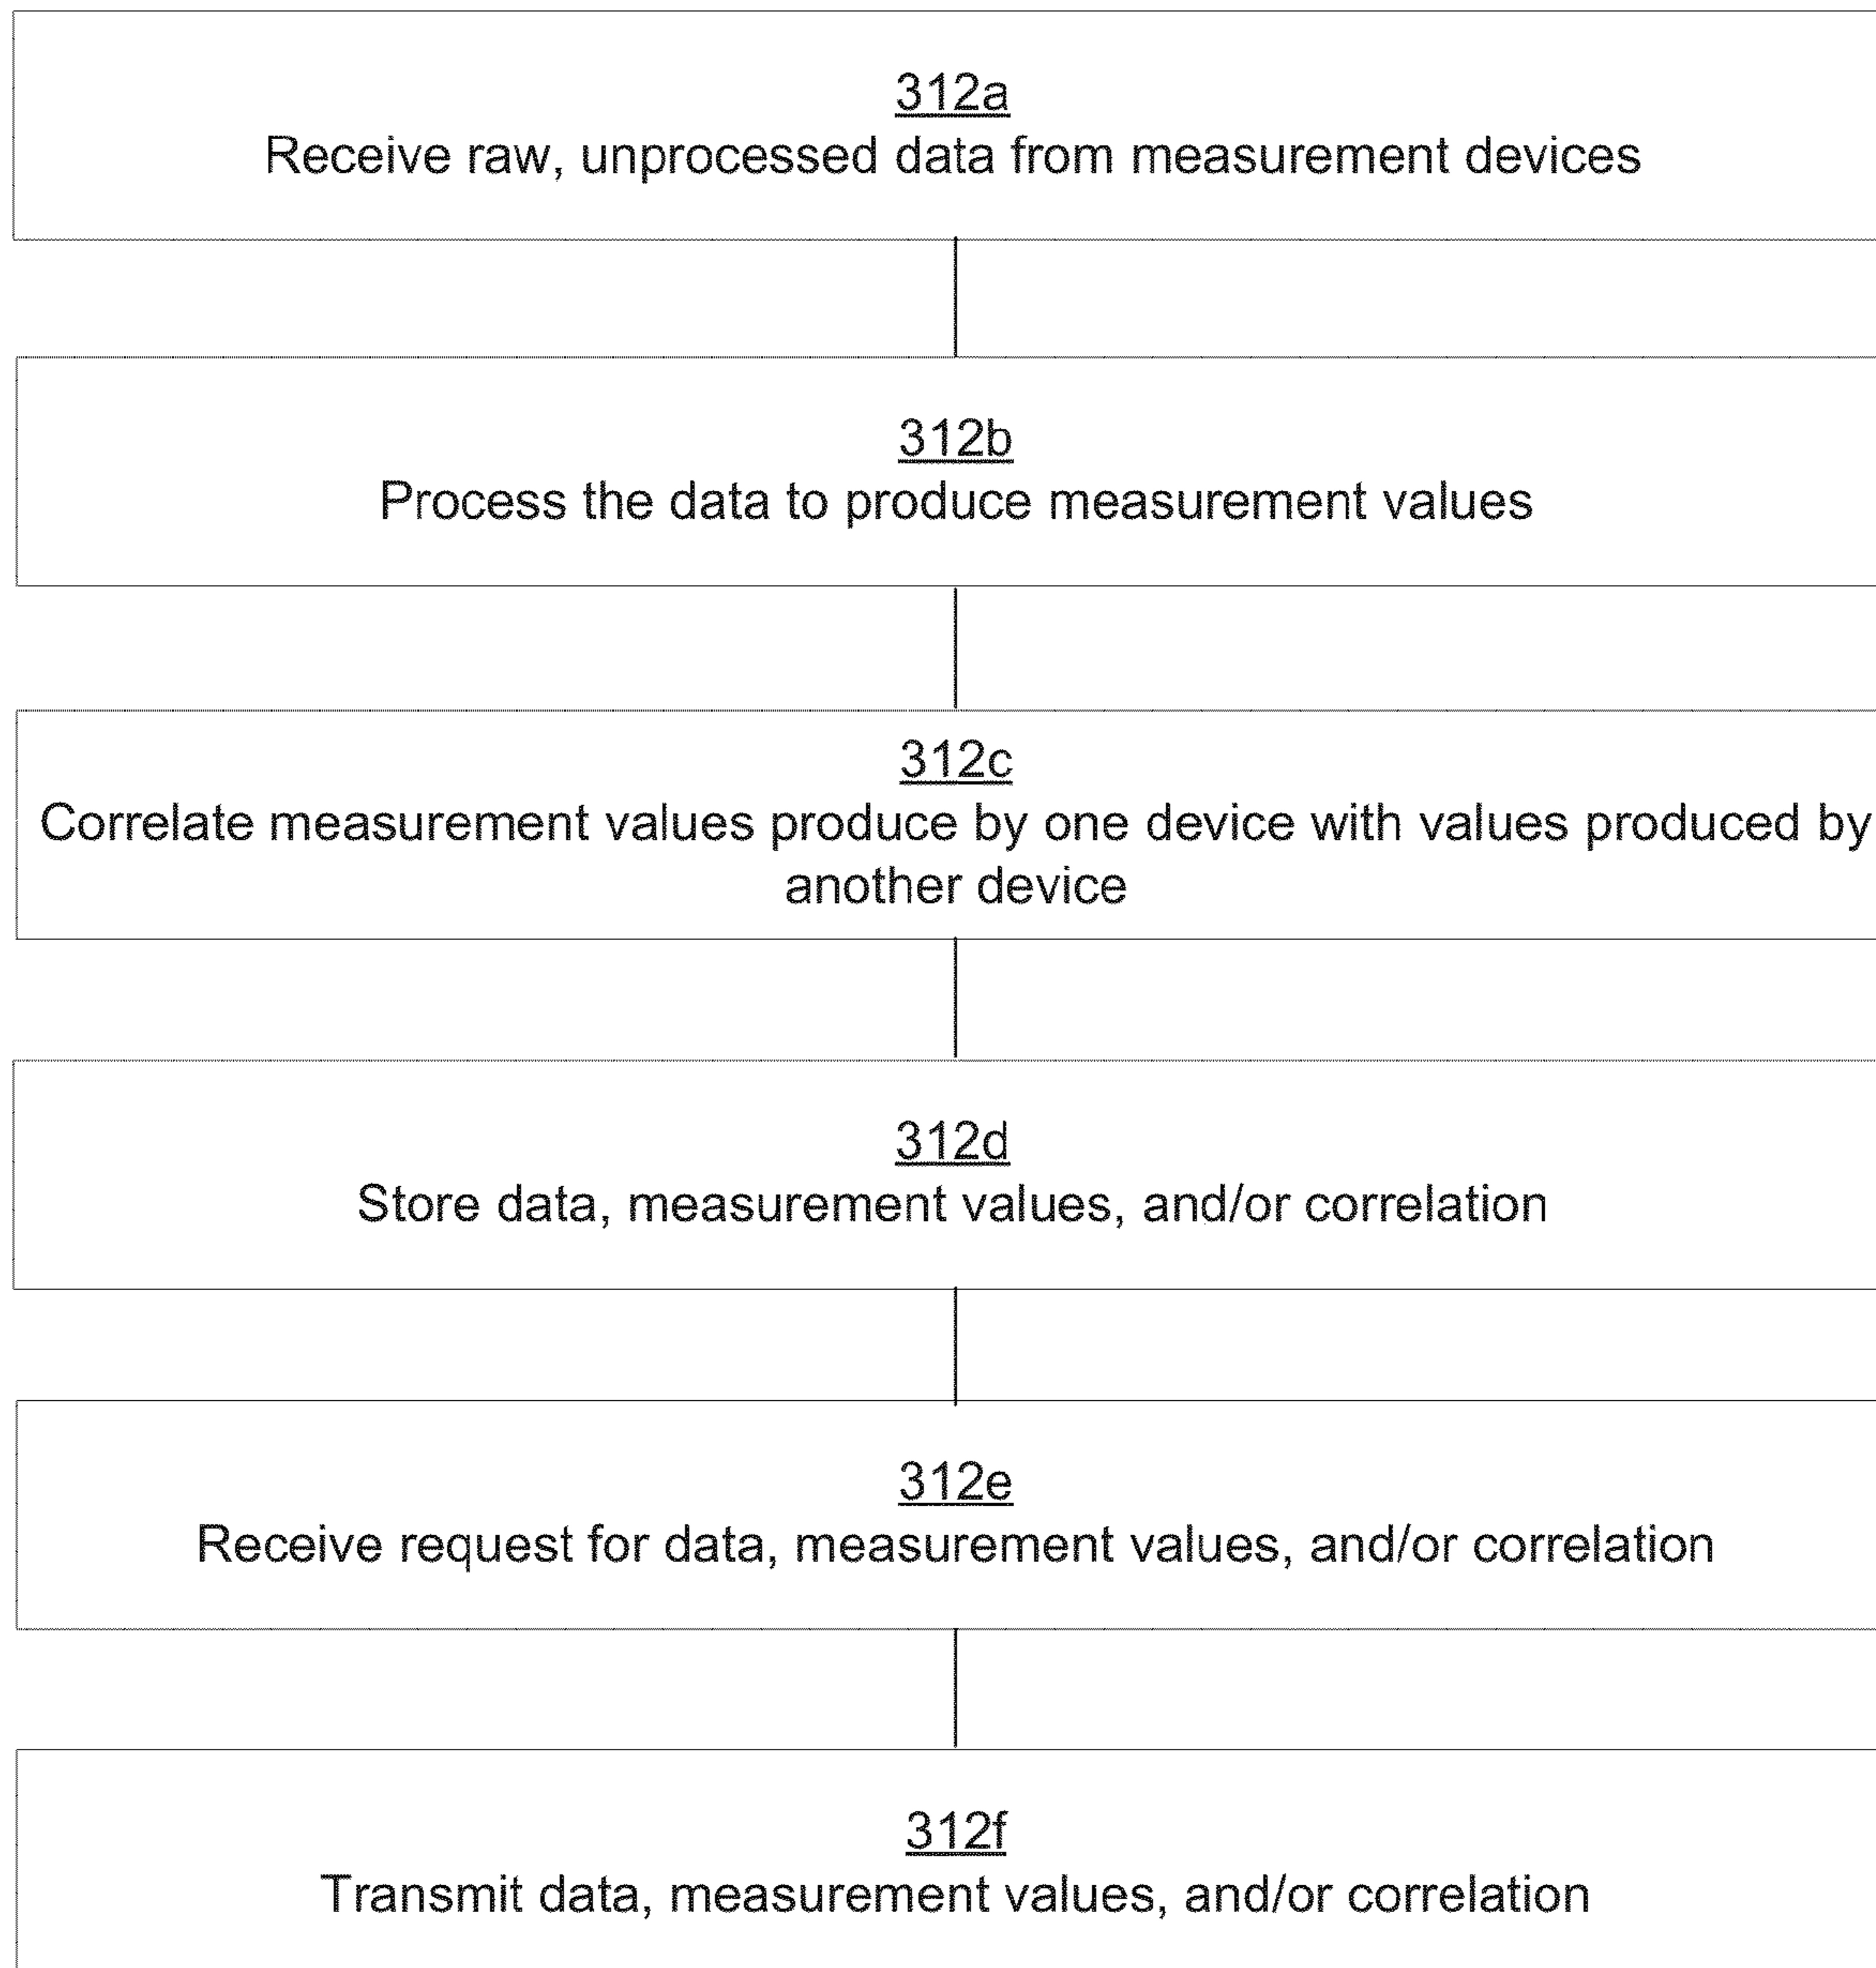 312a
Receive raw, unprocessed data from measurement devices
312b
Process the data to produce measurement values
312c
Correlate measurement values produce by one device with values produced by
another device
312d
Store data, measurement values, and/or correlation
312e
Receive request for data, measurement values, and/or correlation
312f
Transmit data, measurement values, and/or correlation